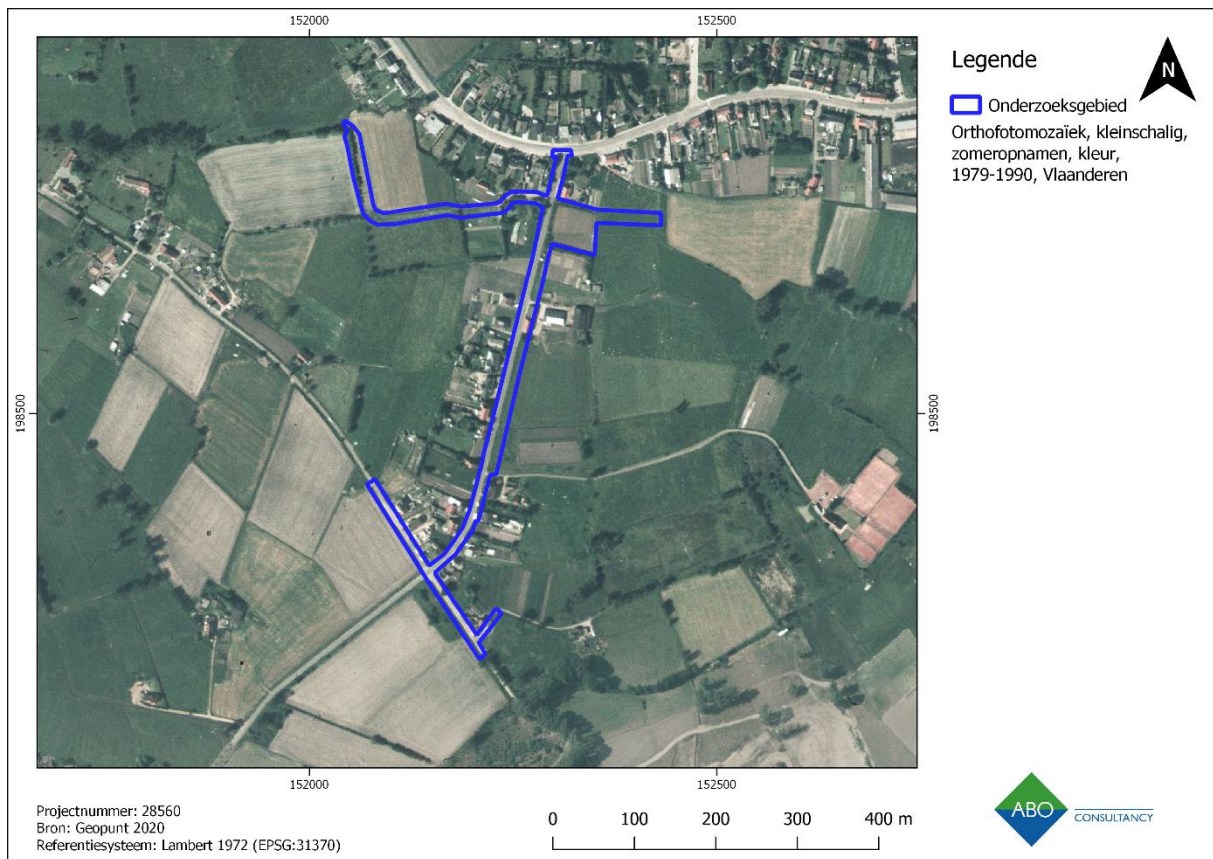 152000
152500
Legende
N
Onderzoeksgebied
Orthofotomozaïek, kleinschalig,
zomeropnamen, kleur,
1979-1990, Vlaanderen
198500
198500
152000
152500
Projectnummer: 28560
Bron: Geopunt 2020
Referentiesysteem: Lambert 1972 (EPSG:31370)
0 100 200 300 400 m
ABO
CONSULTANCY